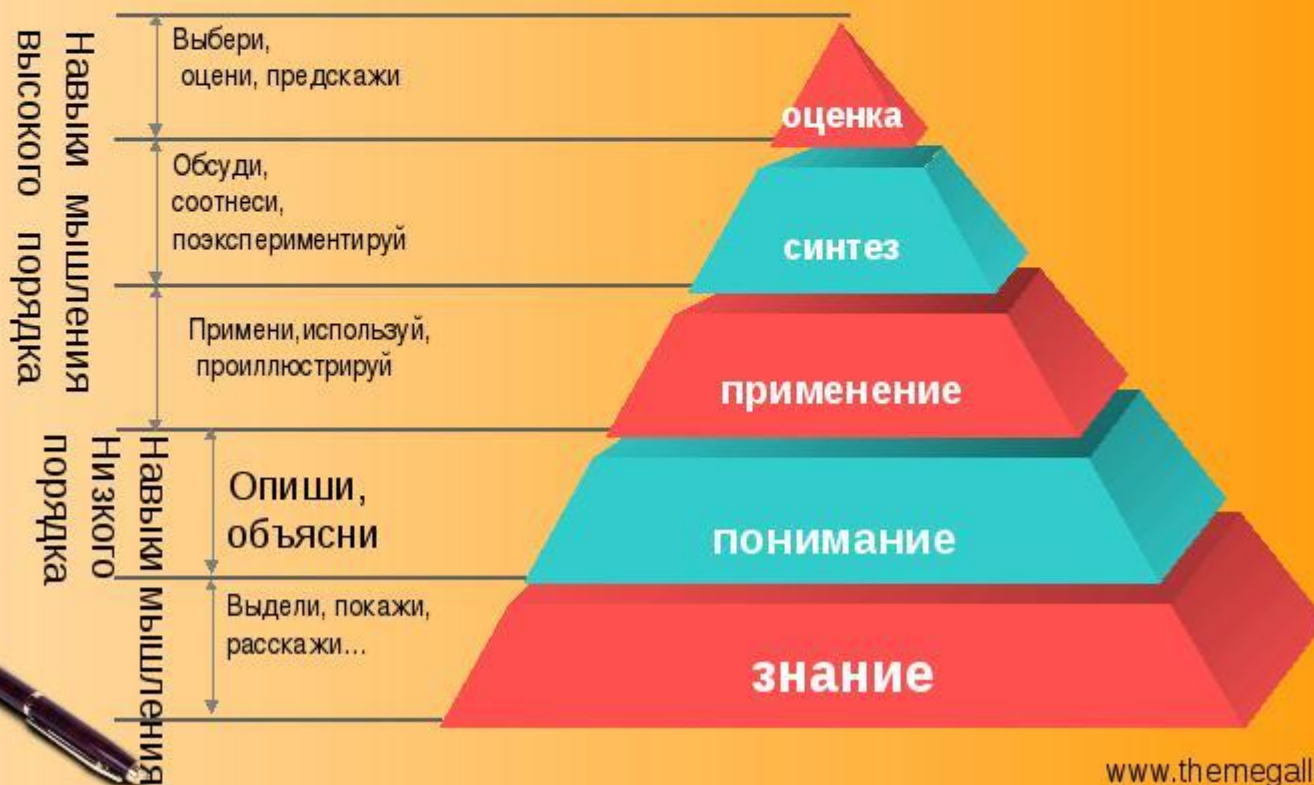 Навыки мышления
высокого порядка
Выбери,
оцени, предскажи
оценка
Обсуди,
соотнеси,
поэкспериментируй
синтез
Примени,используй,
проиллюстрируй
применение
Навыки мышления
Низкого
порядка
Опиши,
объясни
понимание
Выдели, покажи,
расскажи...
знание
www.themegall